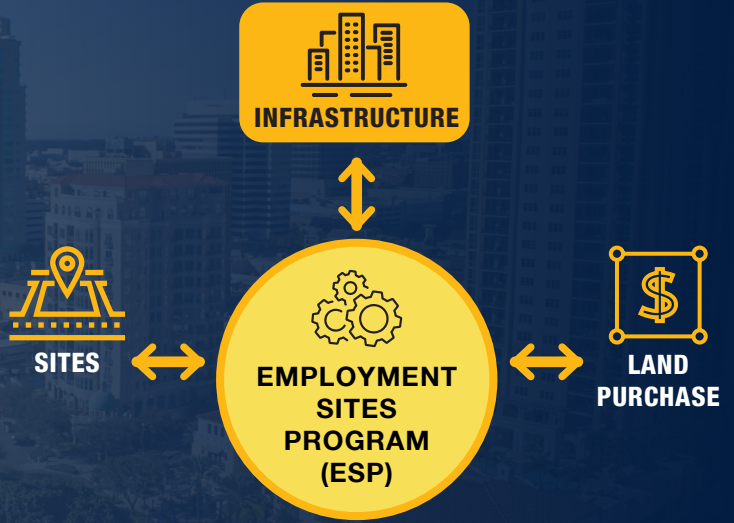 INFRASTRUCTURE
SITES
EMPLOYMENT
SITES
PROGRAM
(ESP)
LAND
PURCHASE